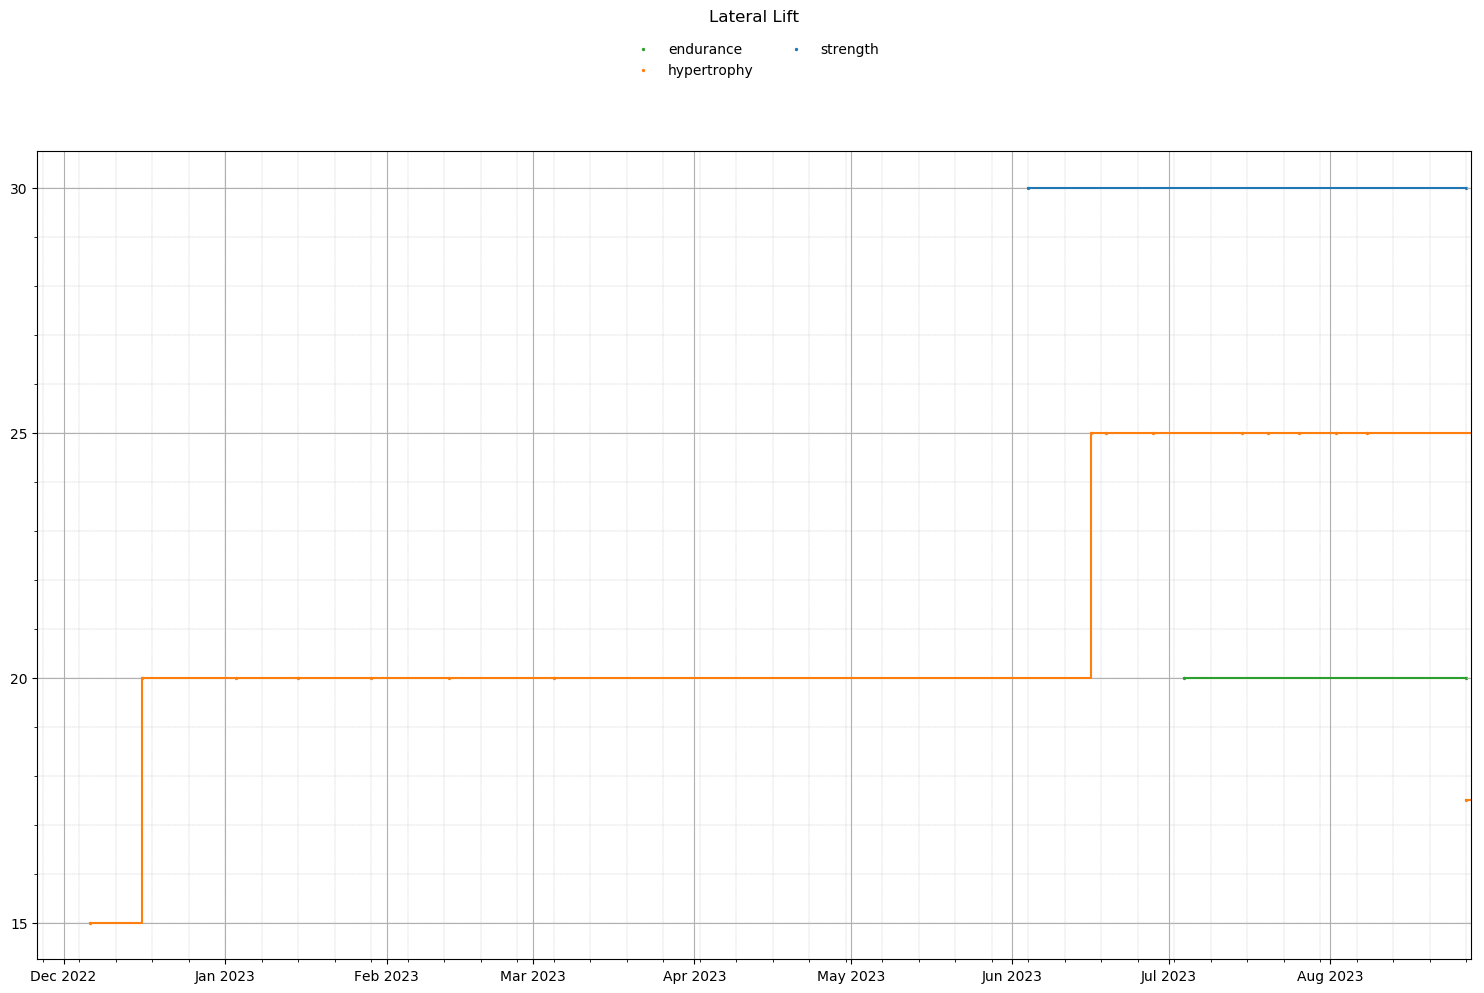 Lateral Lift
endurance
strength
hypertrophy
30
25
20
15
Dec 2022
Jan 2023
Feb 2023
Mar 2023
Apr 2023
May 2023
Jun 2023
Jul 2023
Aug 2023